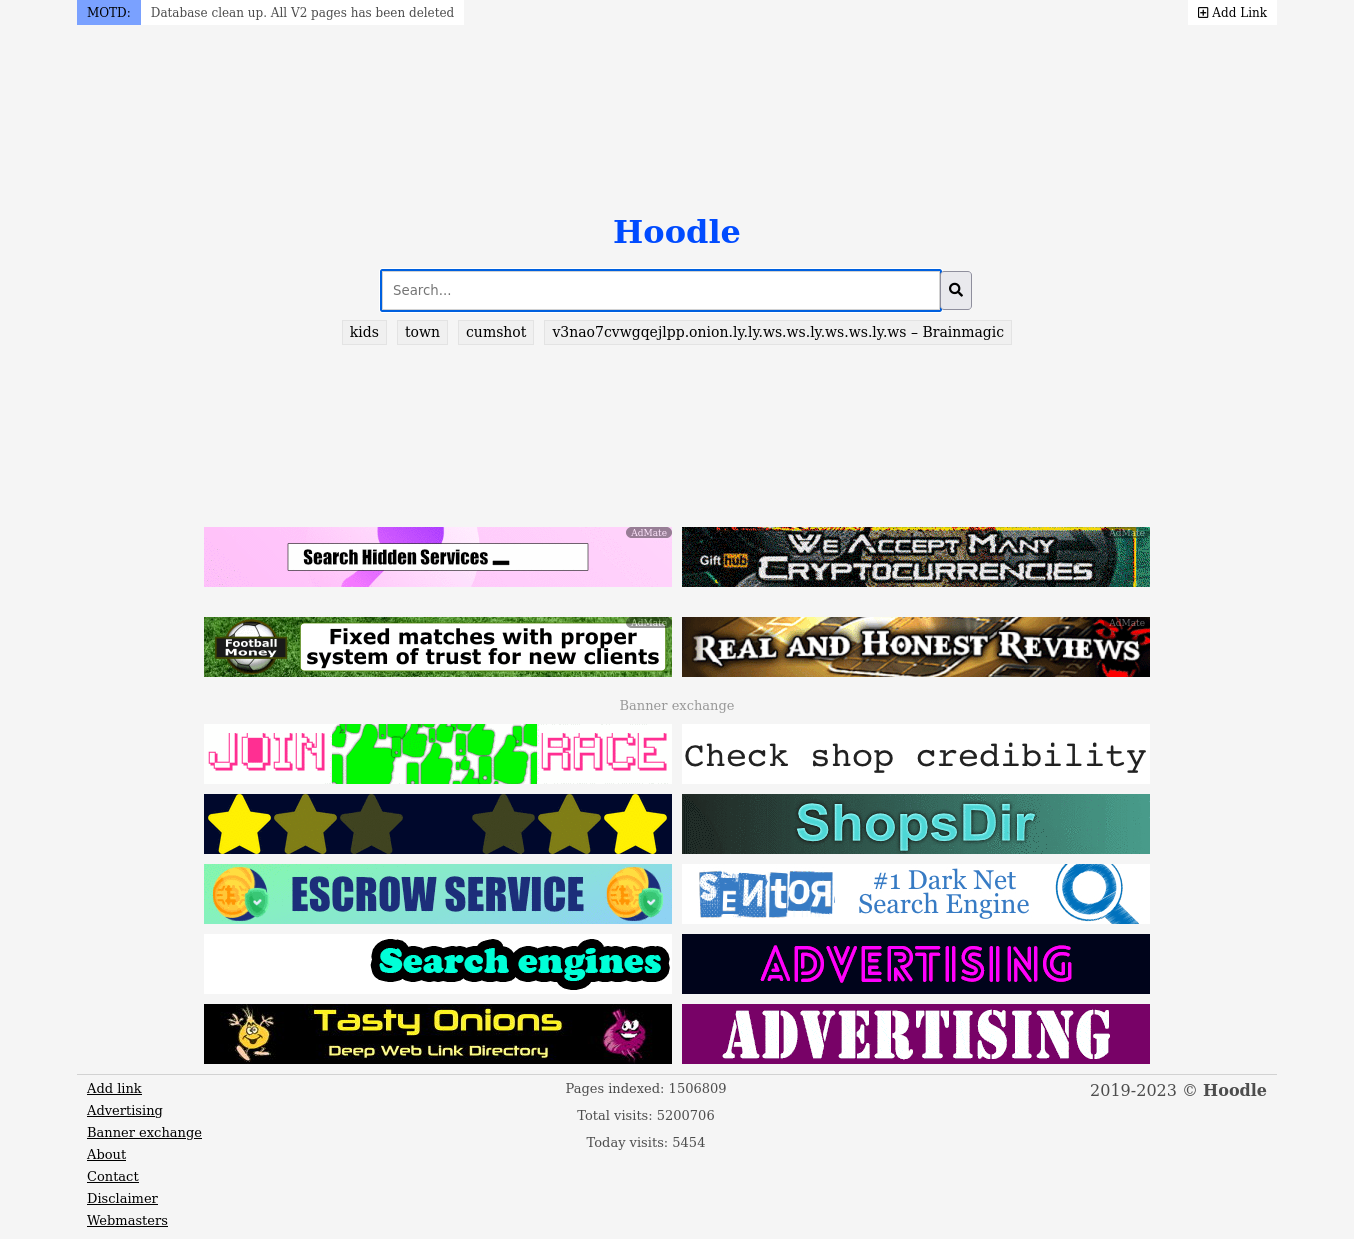 MOTD: Database clean up. All V2 pages has been deleted
Add Link
Hoodle
Search...
kids town cumshot v3nao7cvwgqejlpp.onion.ly.ly.ws.ws.ly.ws.ws.ly.ws – Brainmagic
AdMate
Search Hidden Services
AdMate
We Accept Many
Cryptocurrencies
Gift hub
AdMate
Football
Money
Fixed matches with proper
system of trust for new clients
AdMate
Real and Honest Reviews
Banner exchange
JOIN RACE
Check shop credibility
ShopsDir
ESCROW SERVICE
SENtOR
#1 Dark Net
Search Engine
Search engines
ADVERTISING
Tasty Onions
Deep Web Link Directory
ADVERTISING
Add link
Advertising
Banner exchange
About
Contact
Disclaimer
Webmasters
Pages indexed: 1506809
Total visits: 5200706
Today visits: 5454
2019-2023 © Hoodle